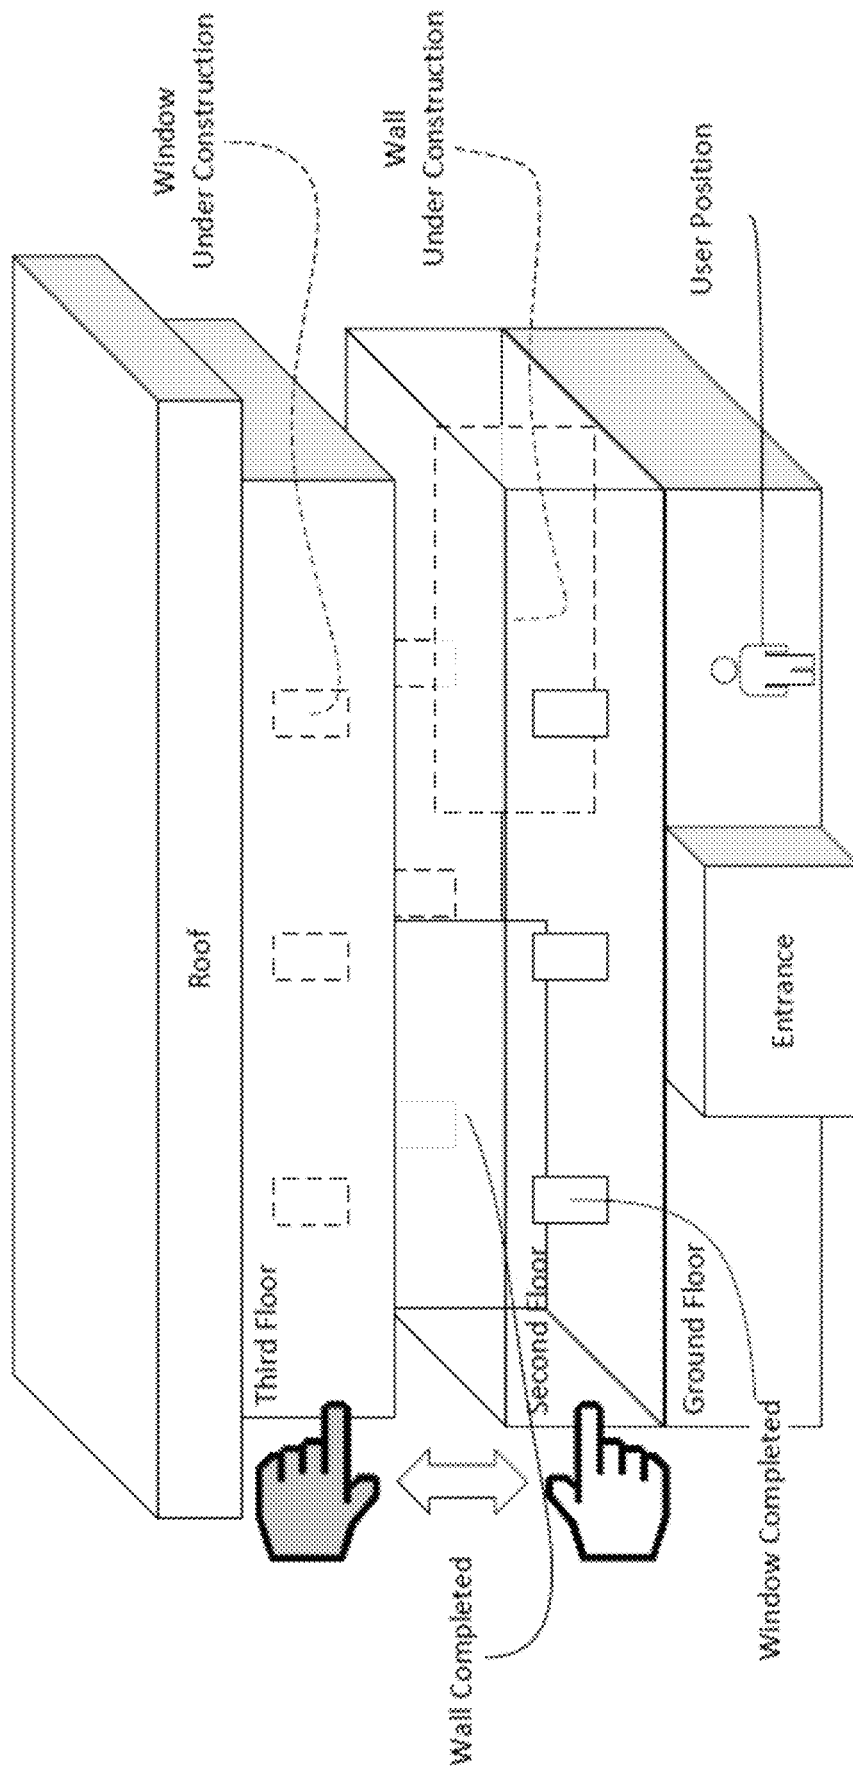 Window
Under Construction
Wall
Under Construction
User Position
Roof
Third Floor
Second Floor
Ground Floor
Entrance
Wall Completed
Window Completed